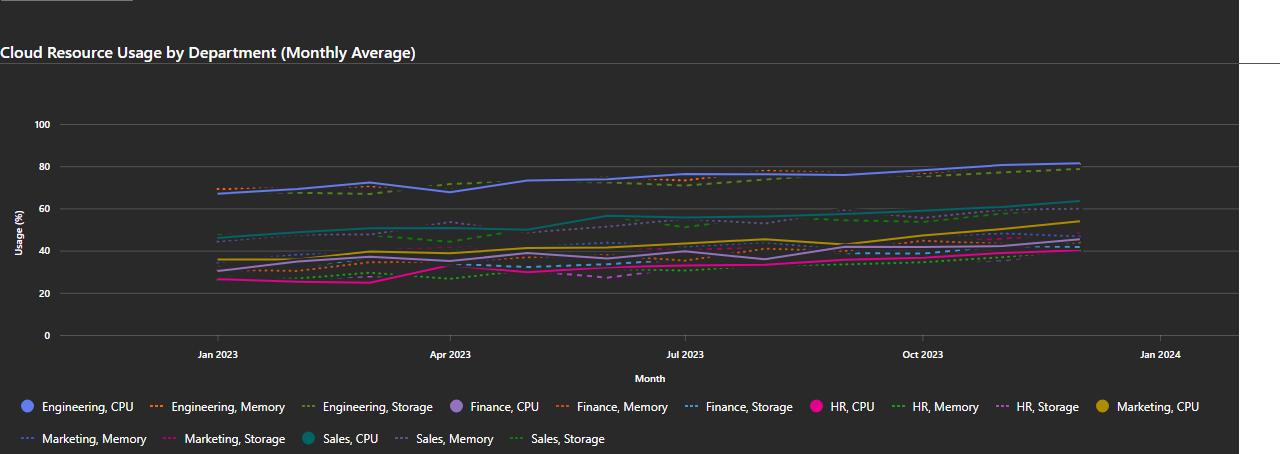 Cloud Resource Usage by Department (Monthly Average)
100
80
60
40
20
0
Usage (%)
Jan 2023 Apr 2023 Jul 2023 Oct 2023 Jan 2024
Month
Engineering, CPU Engineering, Memory Engineering, Storage Finance, CPU Finance, Memory Finance, Storage HR, CPU HR, Memory HR, Storage Marketing, CPU
Marketing, Memory Marketing, Storage Sales, CPU Sales, Memory Sales, Storage